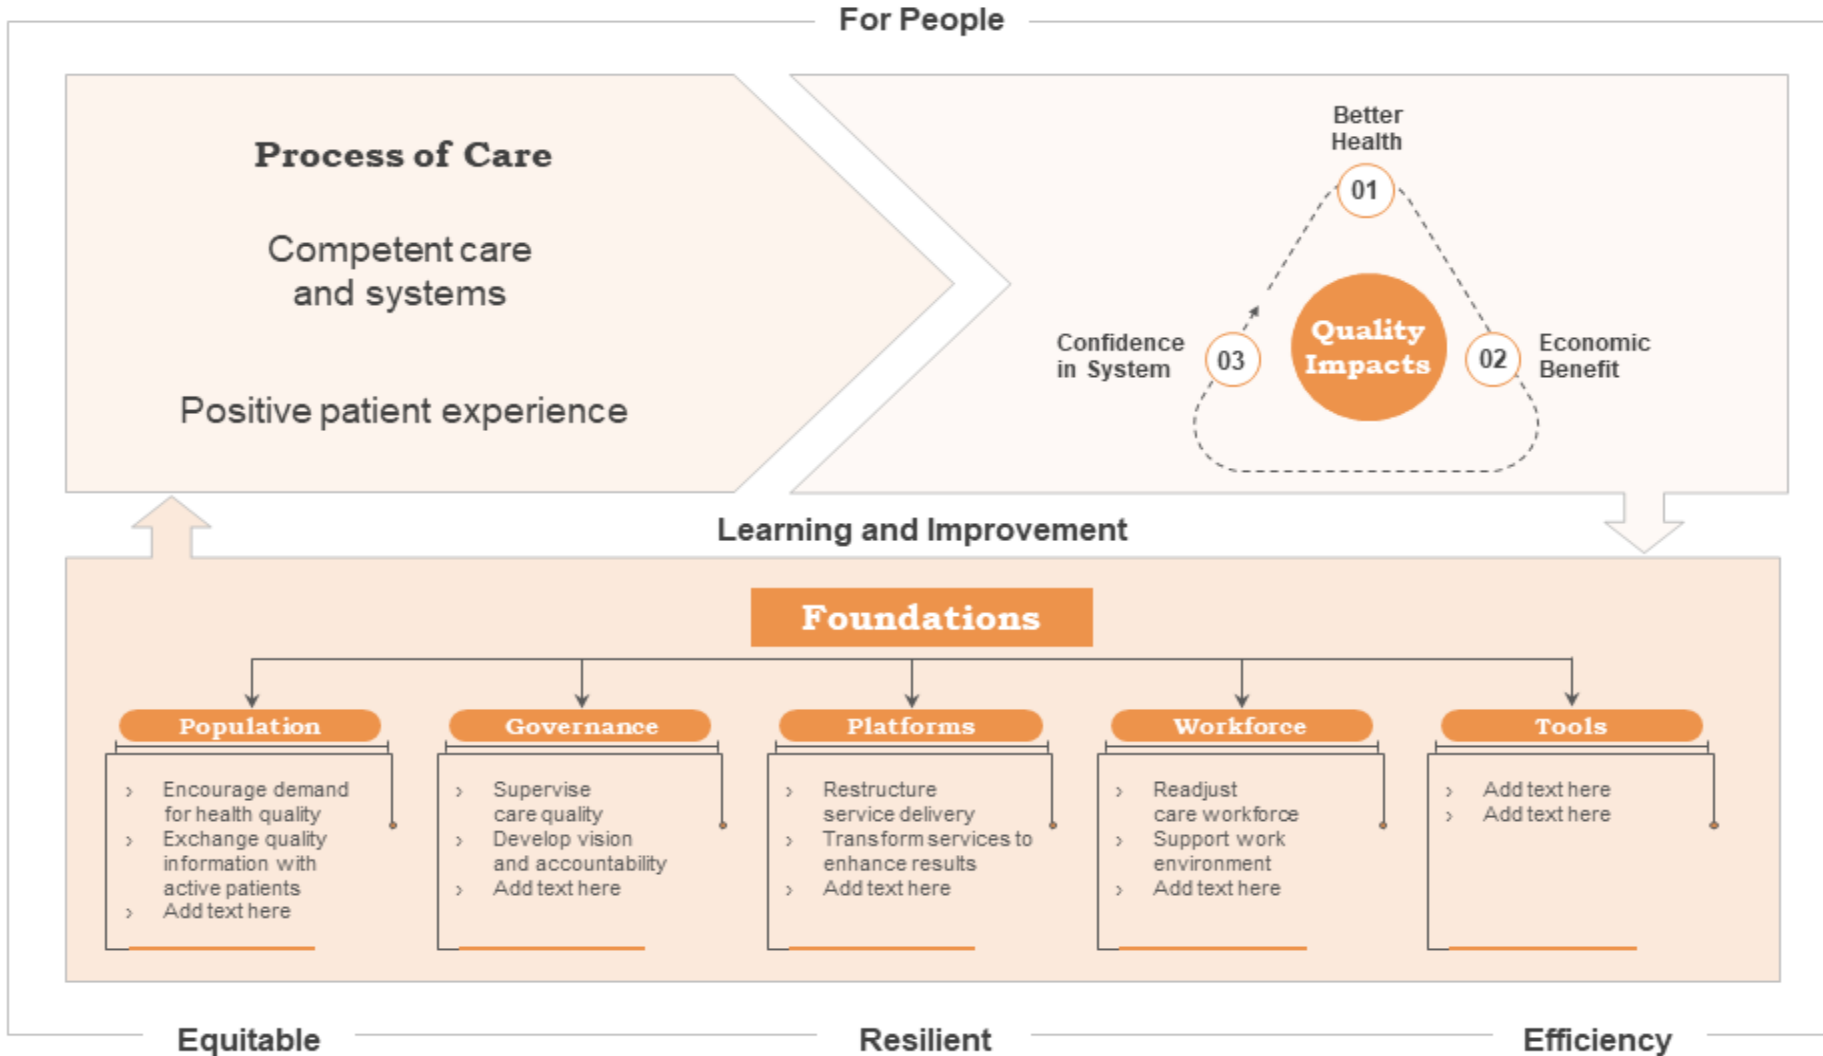 For People
Process of Care
Competent care
and systems
Positive patient experience
Better
Health
01
Quality
Impacts
Confidence
in System
03
02
Economic
Benefit
Learning and Improvement
Foundations
Population
› Encourage demand
for health quality
› Exchange quality
information with
active patients
› Add text here
Governance
› Supervise
care quality
› Develop vision
and accountability
› Add text here
Platforms
› Restructure
service delivery
› Transform services to
enhance results
› Add text here
Workforce
› Readjust
care workforce
› Support work
environment
› Add text here
Tools
› Add text here
› Add text here
Equitable
Resilient
Efficiency